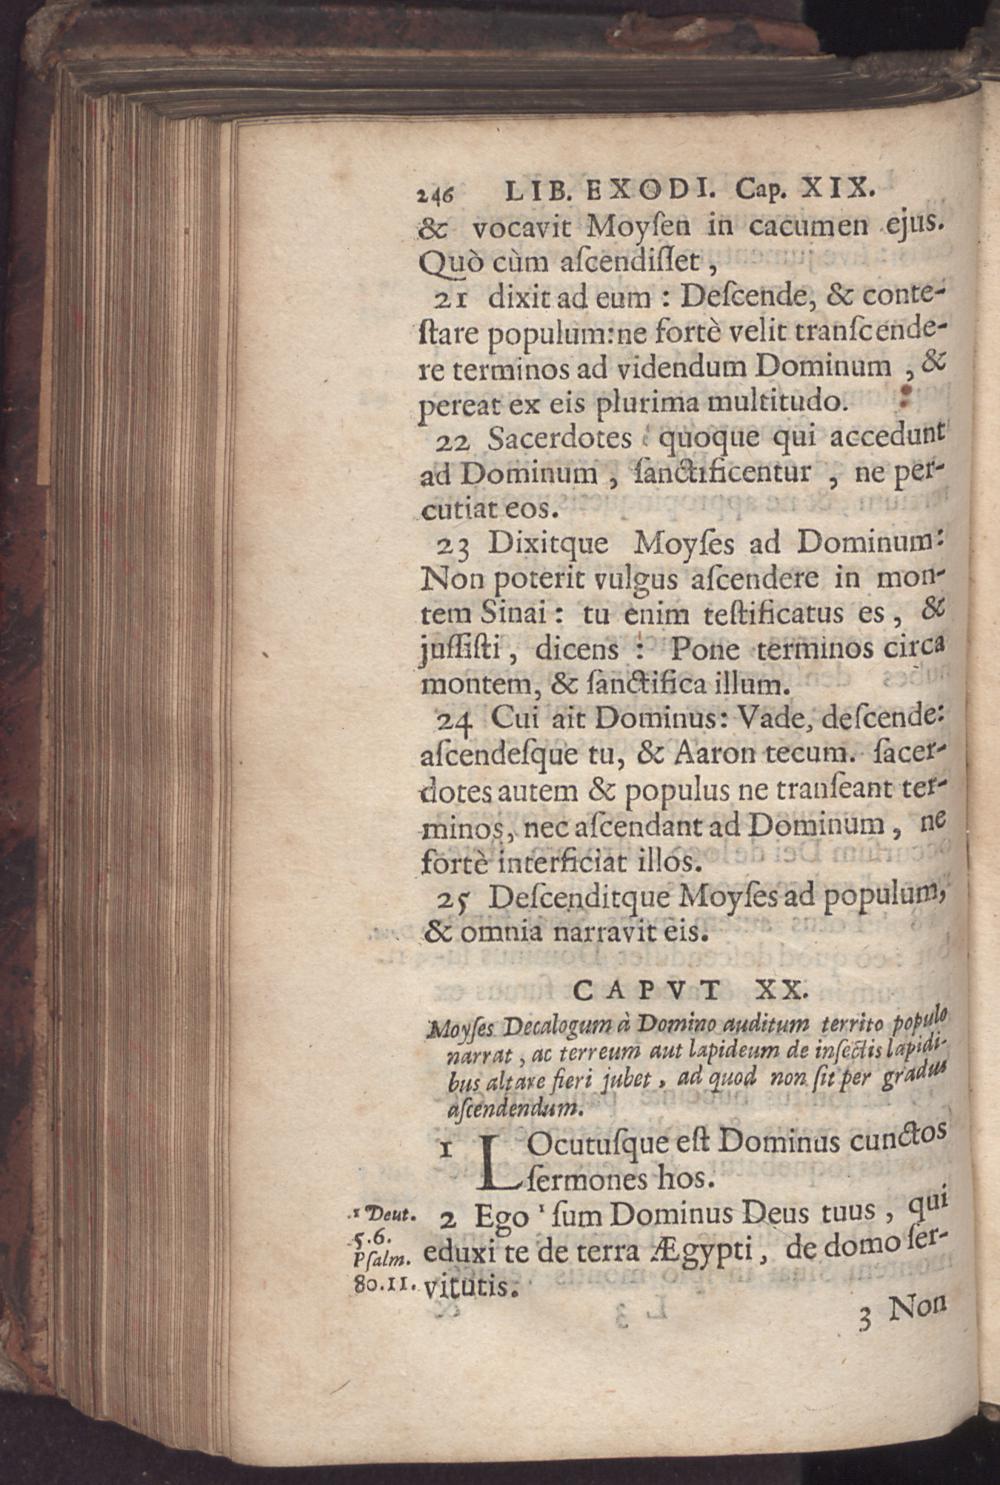 246 LIB. EXODI. Cap. XIX.
& vocavit Moyſen in cacumen ejus.
Quò cùm aſcendiſſet,
21 dixit ad eum : Deſcende, & conte-
ſtare populum: ne fortè velit tranſcende-
re terminos ad videndum Dominum , &
pereat ex eis plurima multitudo.
22 Sacerdotes quoque qui accedunt
ad Dominum , ſanctificentur , ne per-
cutiat eos.
23 Dixitque Moyſes ad Dominum:
Non poterit vulgus aſcendere in mon-
tem Sinai : tu enim teſtificatus es , &
juſſiſti , dicens : Pone terminos circa
montem, & ſanctifica illum.
24 Cui ait Dominus: Vade, deſcende:
aſcendeſque tu, & Aaron tecum. ſacer-
dotes autem & populus ne tranſeant ter-
minos, nec aſcendant ad Dominum , ne
fortè interficiat illos.
25 Deſcenditque Moyſes ad populum,
& omnia narravit eis.
CAPVT XX.
Moyſes Decalogum à Domino auditum territo populo
narrat , ac terreum aut lapideum de inſectis lapidi-
bus altare fieri jubet , ad quod non ſit per gradus
aſcendendum.
1 LOcutuſque eſt Dominus cunctos
ſermones hos.
2 Ego ¹ ſum Dominus Deus tuus , qui
eduxi te de terra Ægypti, de domo ſer-
vitutis.
1 Deut.
5.6.
Pſalm.
80.11.
3 Non